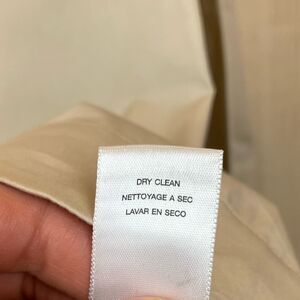 DRY CLEAN
NETTOYAGE A SEC
LAVAR EN SECO